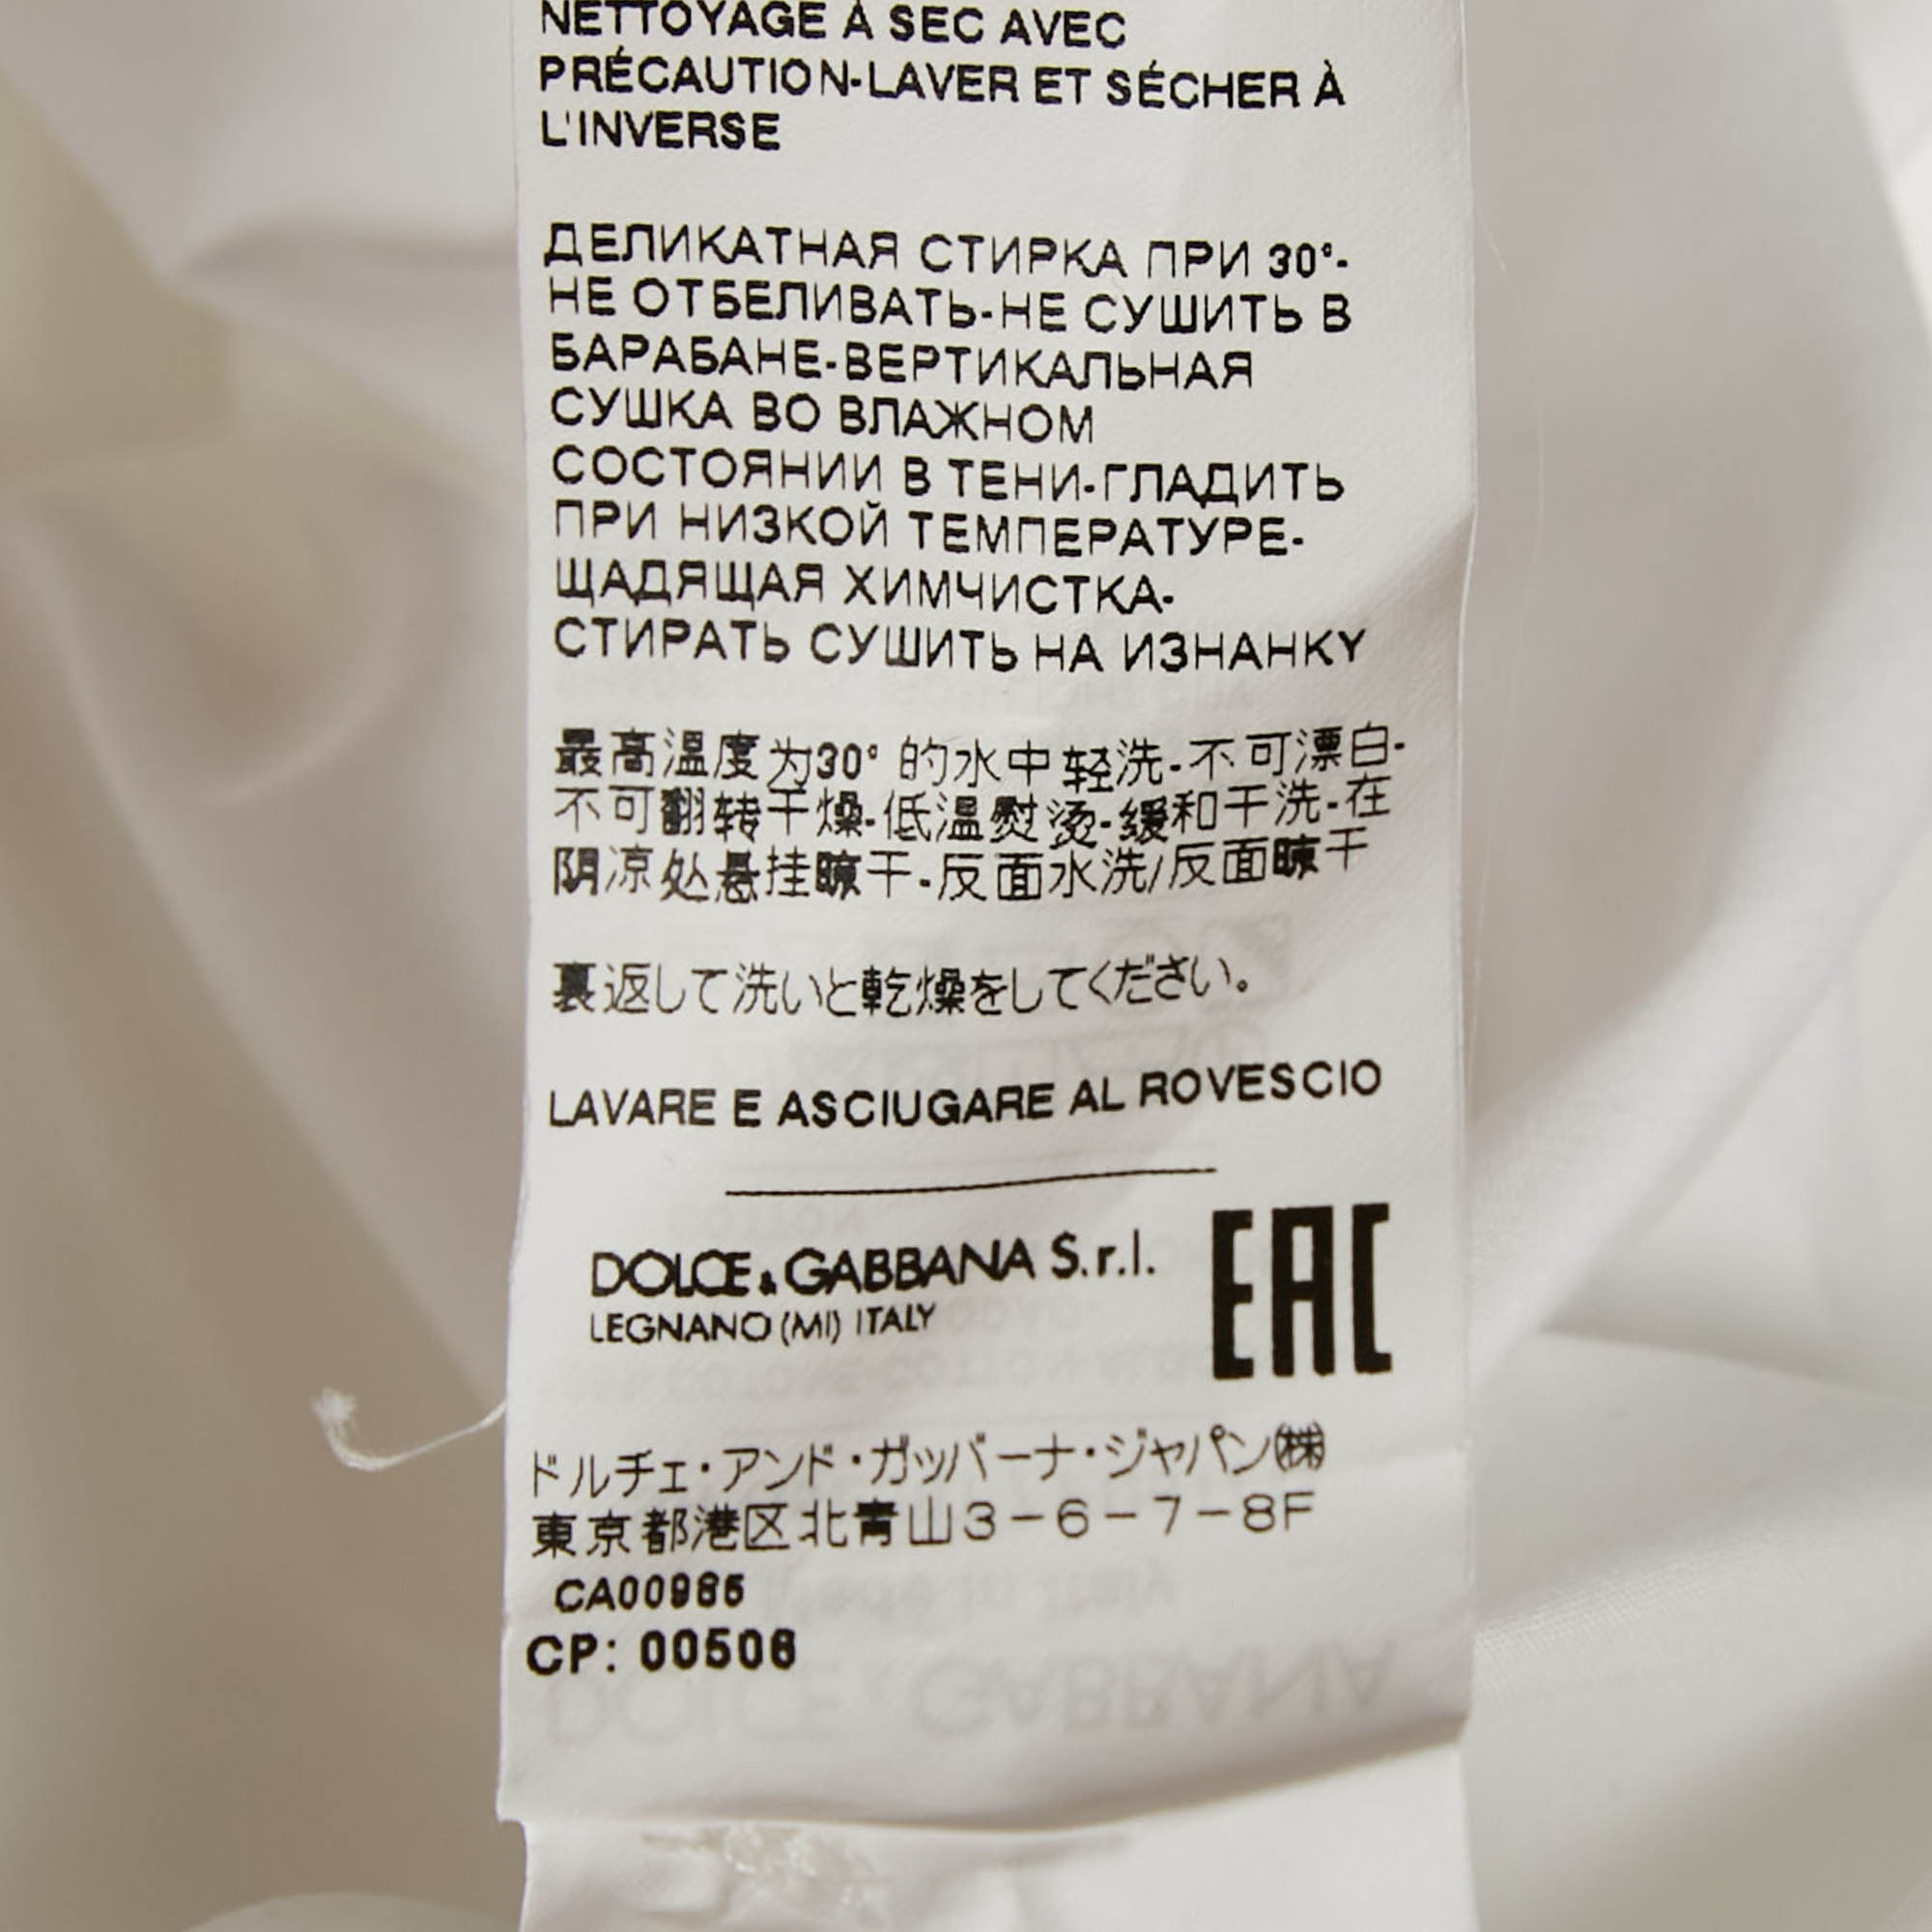 NETTOYAGE À SEC AVEC
PRÉCAUTION-LAVER ET SÉCHER À
L'INVERSE
ДЕЛИКАТНАЯ СТИРКА ПРИ 30°-
НЕ ОТБЕЛИВАТЬ-НЕ СУШИТЬ В
БАРАБАНЕ-ВЕРТИКАЛЬНАЯ
СУШКА ВО ВЛАЖНОМ
СОСТОЯНИИ В ТЕНИ-ГЛАДИТЬ
ПРИ НИЗКОЙ ТЕМПЕРАТУРЕ-
ЩАДЯЩАЯ ХИМЧИСТКА-
СТИРАТЬ СУШИТЬ НА ИЗНАНКУ
最高温度为30° 的水中轻洗-不可漂白-
不可翻转干燥-低温熨烫-缓和干洗-在
阴凉处悬挂晾干-反面水洗/反面晾干
裏返して洗いと乾燥をしてください。
LAVARE E ASCIUGARE AL ROVESCIO
DOLCE & GABBANA S.r.l.
LEGNANO (MI) ITALY
EAC
ドルチェ・アンド・ガッバーナ・ジャパン㈱
東京都港区北青山3-6-7-8F
CA00965
CP: 00506
Made in Italy
DOLCE & GABBANA